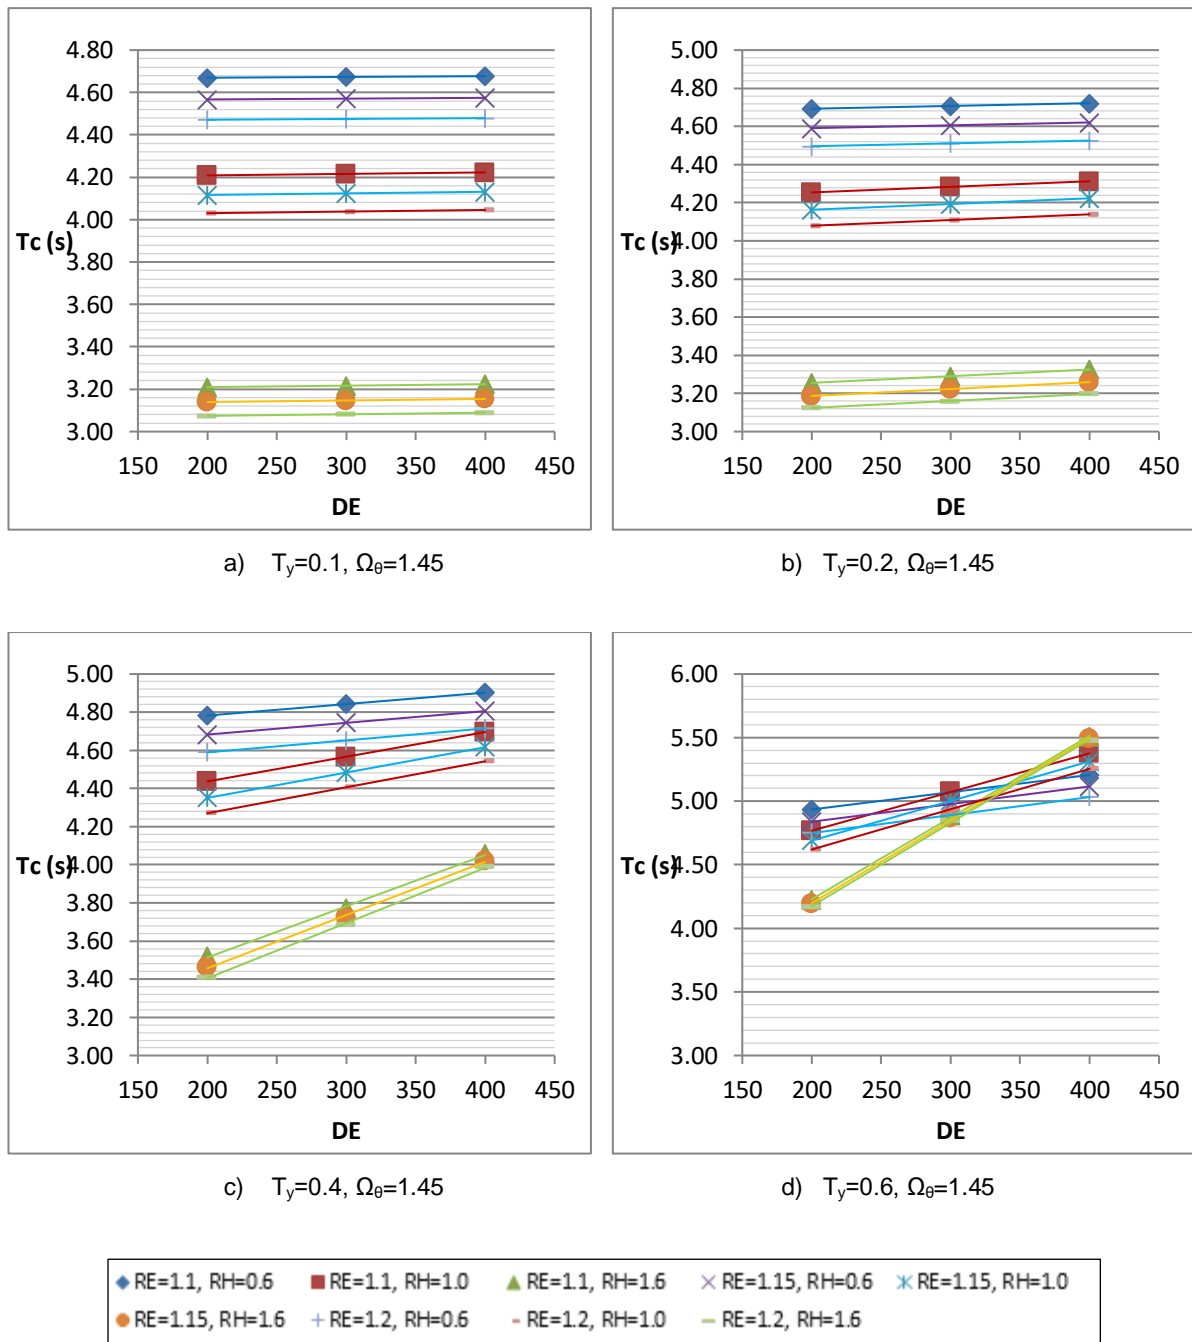 4.80
4.60
4.40
4.20
4.00
3.80
3.60
3.40
3.20
3.00
Tc (s)
150 200 250 300 350 400 450
DE
a) Ty=0.1, Ωθ=1.45
5.00
4.80
4.60
4.40
4.20
4.00
3.80
3.60
3.40
3.20
3.00
Tc (s)
150 200 250 300 350 400 450
DE
b) Ty=0.2, Ωθ=1.45
5.00
4.80
4.60
4.40
4.20
4.00
3.80
3.60
3.40
3.20
3.00
Tc (s)
150 200 250 300 350 400 450
DE
c) Ty=0.4, Ωθ=1.45
6.00
5.50
5.00
4.50
4.00
3.50
3.00
Tc (s)
150 200 250 300 350 400 450
DE
d) Ty=0.6, Ωθ=1.45
RE=1.1, RH=0.6 RE=1.1, RH=1.0 RE=1.1, RH=1.6 RE=1.15, RH=0.6 RE=1.15, RH=1.0
RE=1.15, RH=1.6 RE=1.2, RH=0.6 RE=1.2, RH=1.0 RE=1.2, RH=1.6